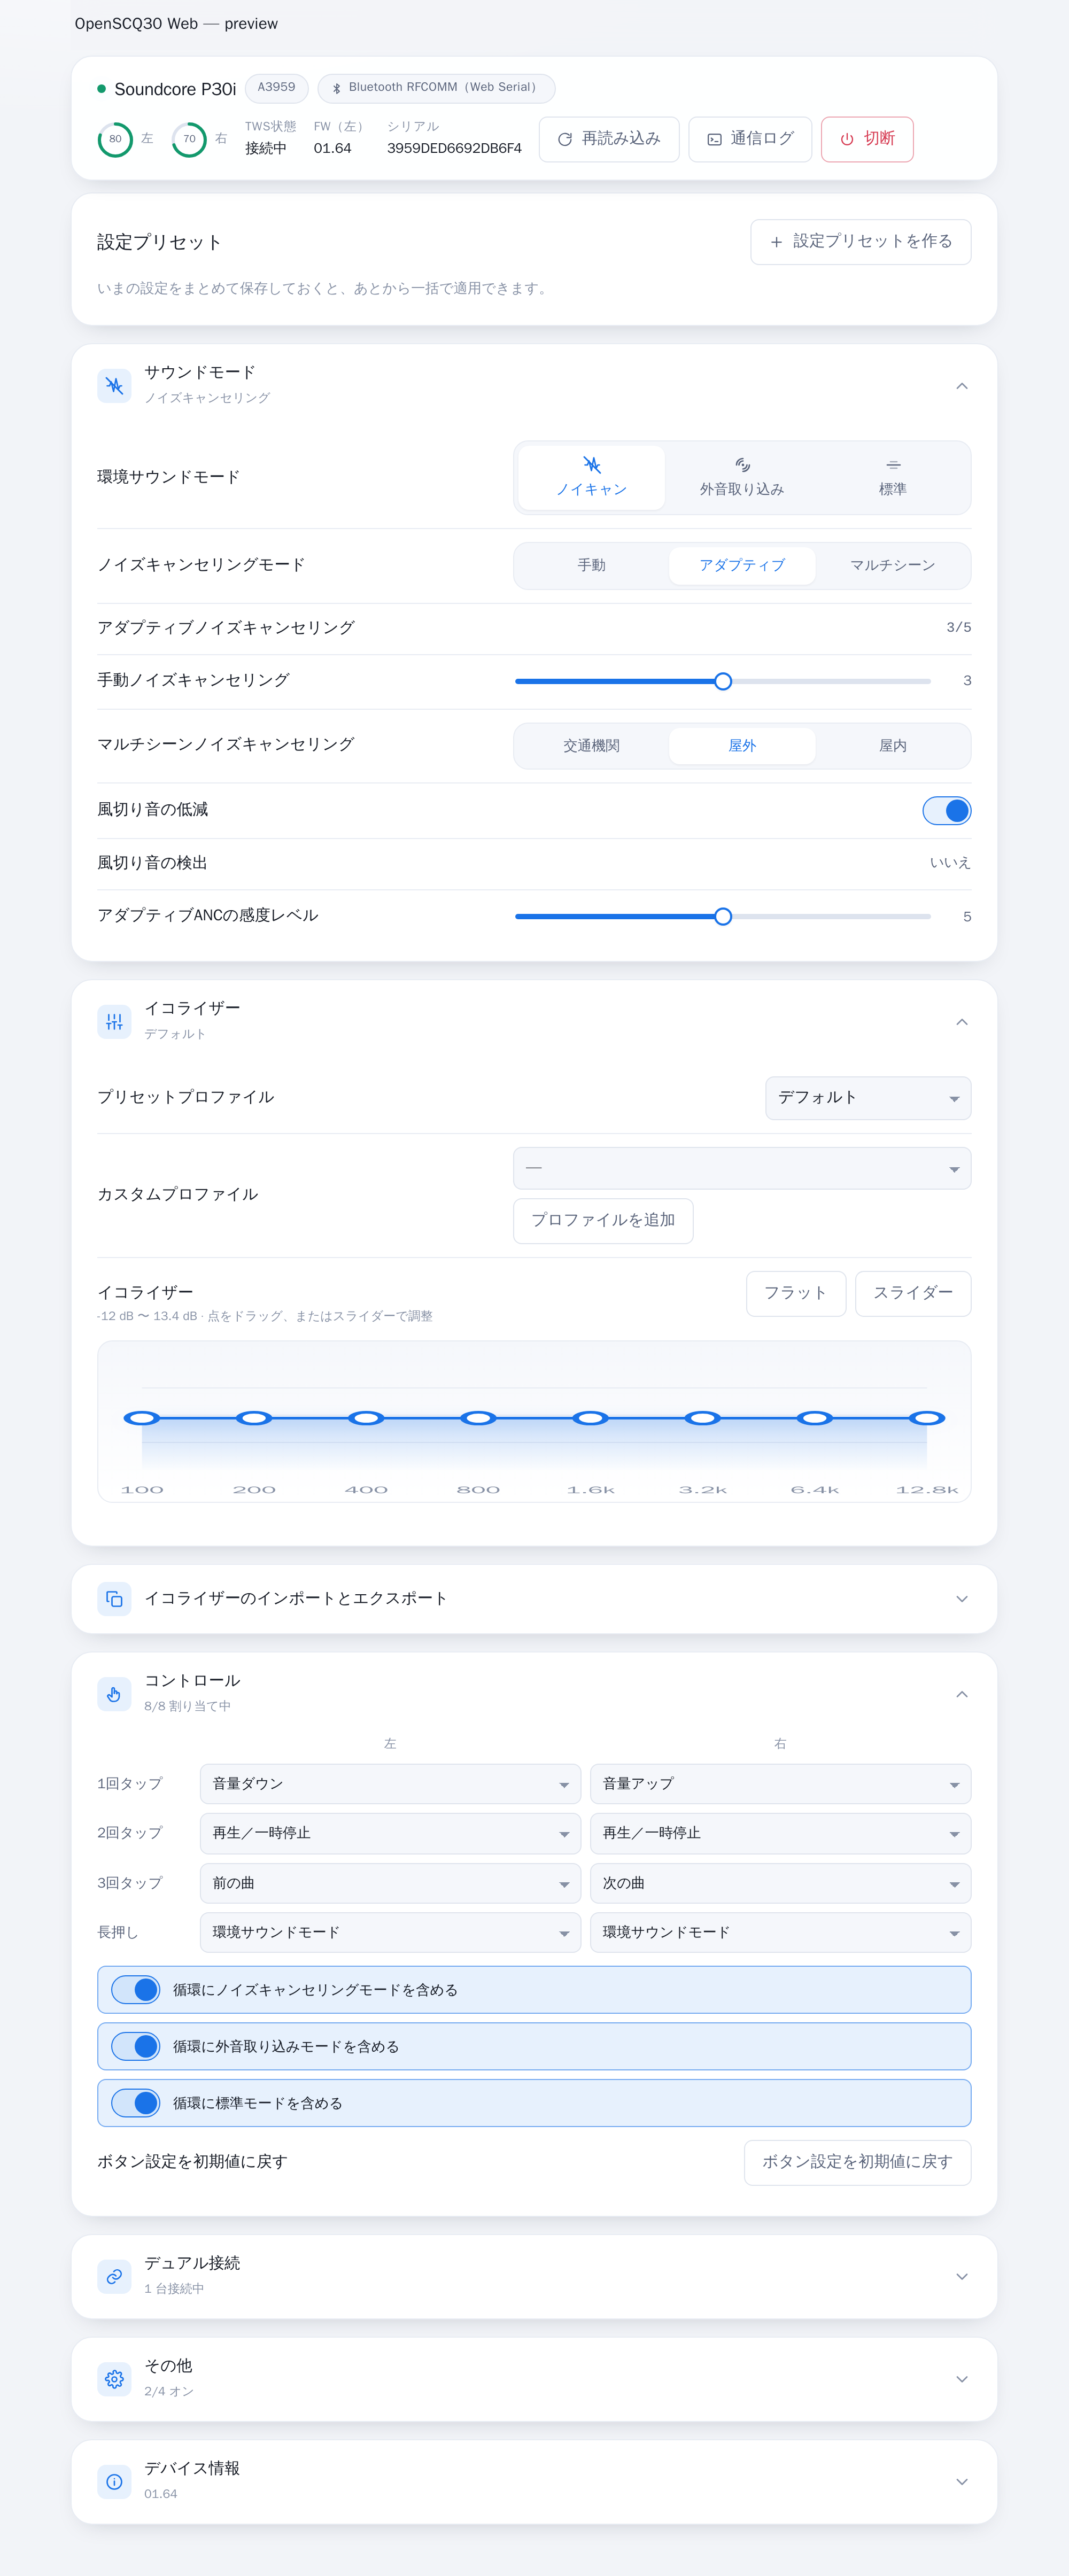 OpenSCQ30 Web — preview
Soundcore P30i
A3959
Bluetooth RFCOMM（Web Serial）
80 左
70 右
TWS状態
接続中
FW（左）
01.64
シリアル
3959DED6692DB6F4
再読み込み
通信ログ
切断
設定プリセット
設定プリセットを作る
いまの設定をまとめて保存しておくと、あとから一括で適用できます。
サウンドモード
ノイズキャンセリング
環境サウンドモード
ノイキャン
外音取り込み
標準
ノイズキャンセリングモード
手動
アダプティブ
マルチシーン
アダプティブノイズキャンセリング
3/5
手動ノイズキャンセリング
3
マルチシーンノイズキャンセリング
交通機関
屋外
屋内
風切り音の低減
風切り音の検出
いいえ
アダプティブANCの感度レベル
5
イコライザー
デフォルト
プリセットプロファイル
デフォルト
カスタムプロファイル
—
プロファイルを追加
イコライザー
-12 dB 〜 13.4 dB · 点をドラッグ、またはスライダーで調整
フラット
スライダー
100 200 400 800 1.6k 3.2k 6.4k 12.8k
イコライザーのインポートとエクスポート
コントロール
8/8 割り当て中
左 右
1回タップ 音量ダウン 音量アップ
2回タップ 再生／一時停止 再生／一時停止
3回タップ 前の曲 次の曲
長押し 環境サウンドモード 環境サウンドモード
循環にノイズキャンセリングモードを含める
循環に外音取り込みモードを含める
循環に標準モードを含める
ボタン設定を初期値に戻す
ボタン設定を初期値に戻す
デュアル接続
1 台接続中
その他
2/4 オン
デバイス情報
01.64